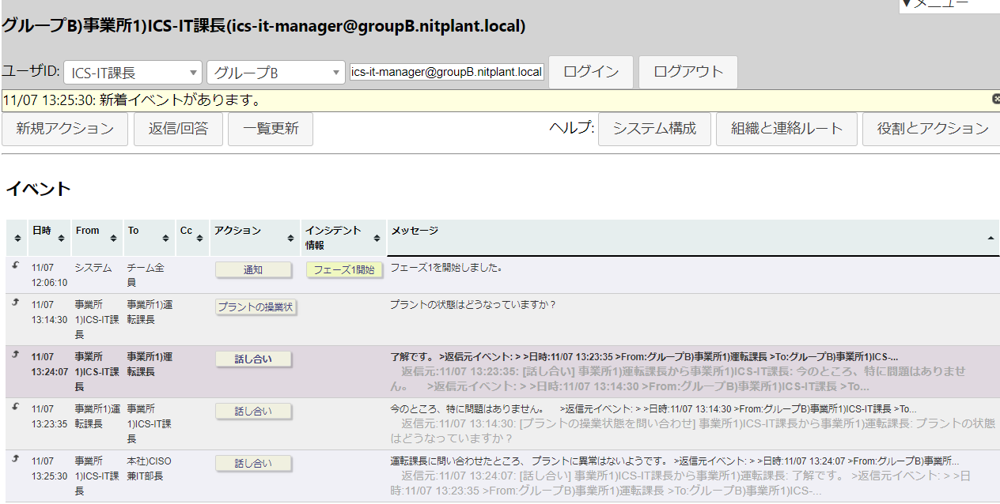 ▼メニュー
グループB)事業所1)ICS-IT課長(ics-it-manager@groupB.nitplant.local)
ユーザID: ICS-IT課長 グループB ics-it-manager@groupB.nitplant.local ログイン ログアウト
11/07 13:25:30: 新着イベントがあります。
新規アクション 返信/回答 一覧更新 ヘルプ: システム構成 組織と連絡ルート 役割とアクション
イベント
日時 From To Cc アクション インシデント メッセージ
情報
11/07 システム チーム全 通知 フェーズ1開始 フェーズ1を開始しました。
12:06:10 員
11/07 事業所 事業所1)運 プラントの操業状 プラントの状態はどうなっていますか？
13:14:30 1)ICS-IT課 転課長
長
11/07 事業所 事業所1)運 話し合い 了解です。 >返信元イベント: > >日時:11/07 13:23:35 >From:グループB)事業所1)運転課長 >To:グループB)事業所1)ICS-...
13:24:07 1)ICS-IT課 転課長 返信元:11/07 13:23:35: [話し合い] 事業所1)運転課長から事業所1)ICS-IT課長: 今のところ、特に問題はありませ
長 ん。 >返信元イベント: > >日時:11/07 13:14:30 >From:グループB)事業所1)ICS-IT課長 >To...
11/07 事業所1)運 事業所 話し合い 今のところ、特に問題はありません。 >返信元イベント: > >日時:11/07 13:14:30 >From:グループB)事業所1)ICS-IT課長 >To...
13:23:35 転課長 1)ICS-IT課 返信元:11/07 13:14:30: [プラントの操業状態を問い合わせ] 事業所1)ICS-IT課長から事業所1)運転課長: プラントの状態
長 はどうなっていますか？
11/07 事業所 本社)CISO 話し合い 運転課長に問い合わせたところ、 プラントに異常はないようです。 >返信元イベント: > >日時:11/07 13:24:07 >From:グループB)事業所...
13:25:30 1)ICS-IT課 兼IT部長 返信元:11/07 13:24:07: [話し合い] 事業所1)ICS-IT課長から事業所1)運転課長: 了解です。 >返信元イベント: > >日
長 時:11/07 13:23:35 >From:グループB)事業所1)運転課長 >To:グループB)事業所1)ICS-...